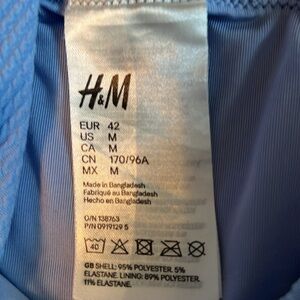 H&M
EUR 42
US M
CA M
CN 170/96A
MX M
Made in Bangladesh
Fabriqué au Bangladesh
Hecho en Bangladesh
O/N 138763
P/N 0919129 5
40
GB SHELL: 95% POLYESTER. 5%
ELASTANE. LINING: 89% POLYESTER.
11% ELASTANE.